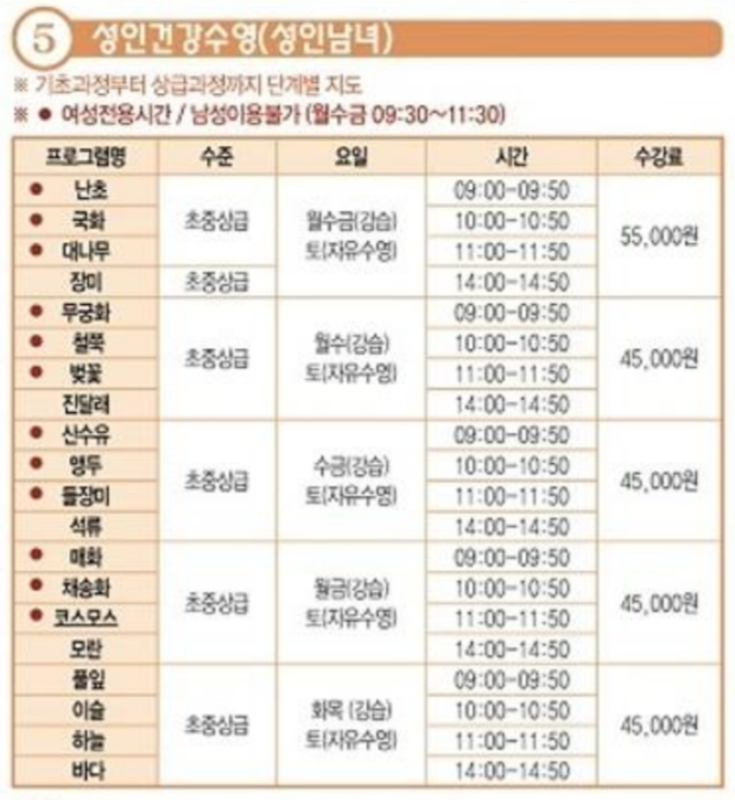 5 성인건강수영(성인남녀)
※ 기초과정부터 상급과정까지 단계별 지도
※ ● 여성전용시간 / 남성이용불가 (월수금 09:30~11:30)
프로그램명 수준 요일 시간 수강료
● 난초 초중상급 월수금(강습) 토(자유수영) 09:00-09:50 55,000원
● 국화 10:00-10:50
● 대나무 11:00-11:50
장미 초중상급 14:00-14:50
● 무궁화 초중상급 월수(강습) 토(자유수영) 09:00-09:50 45,000원
● 철쭉 10:00-10:50
● 벚꽃 11:00-11:50
진달래 14:00-14:50
● 산수유 초중상급 수금(강습) 토(자유수영) 09:00-09:50 45,000원
● 앵두 10:00-10:50
● 들장미 11:00-11:50
석류 14:00-14:50
● 매화 초중상급 월금(강습) 토(자유수영) 09:00-09:50 45,000원
● 채송화 10:00-10:50
● 코스모스 11:00-11:50
모란 14:00-14:50
풀잎 초중상급 화목 (강습) 토(자유수영) 09:00-09:50 45,000원
이슬 10:00-10:50
하늘 11:00-11:50
바다 14:00-14:50